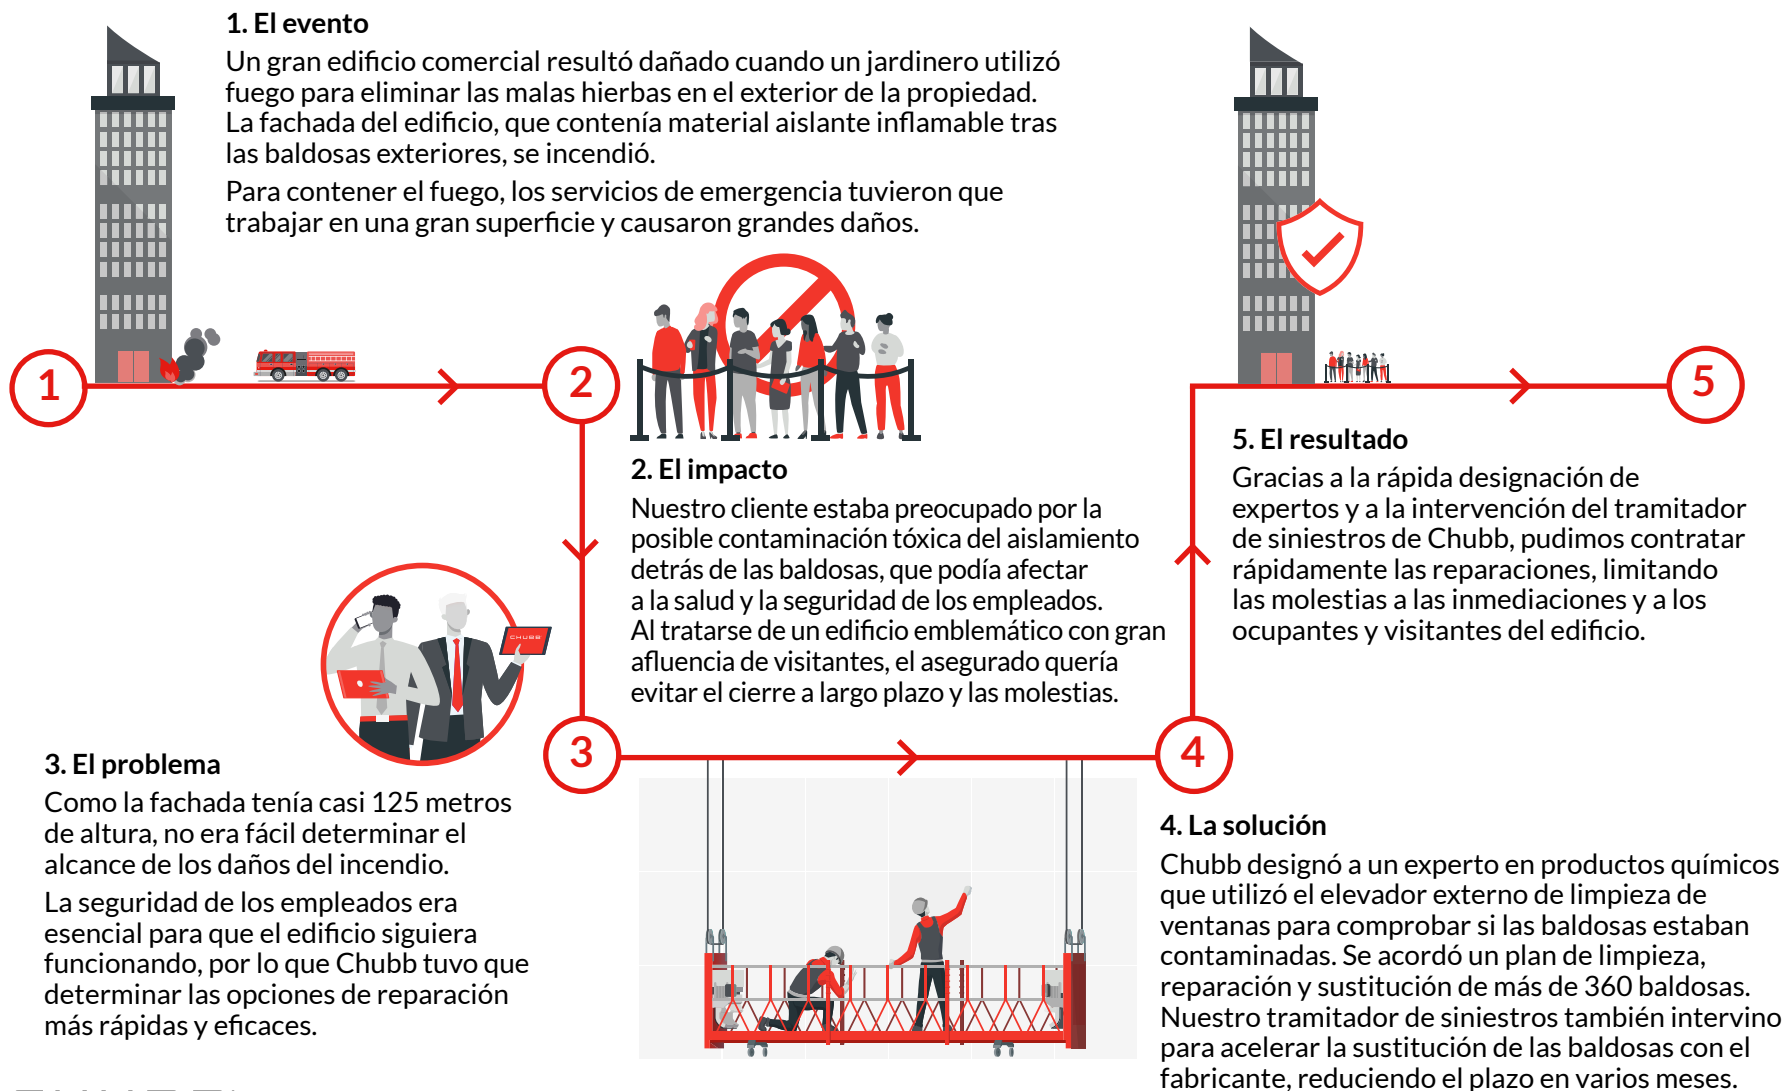 1. El evento
Un gran edificio comercial resultó dañado cuando un jardinero utilizó
fuego para eliminar las malas hierbas en el exterior de la propiedad.
La fachada del edificio, que contenía material aislante inflamable tras
las baldosas exteriores, se incendió.
Para contener el fuego, los servicios de emergencia tuvieron que
trabajar en una gran superficie y causaron grandes daños.
1
2
2. El impacto
Nuestro cliente estaba preocupado por la
posible contaminación tóxica del aislamiento
detrás de las baldosas, que podía afectar
a la salud y la seguridad de los empleados.
Al tratarse de un edificio emblemático con gran
afluencia de visitantes, el asegurado quería
evitar el cierre a largo plazo y las molestias.
CHUBB
3
3. El problema
Como la fachada tenía casi 125 metros
de altura, no era fácil determinar el
alcance de los daños del incendio.
La seguridad de los empleados era
esencial para que el edificio siguiera
funcionando, por lo que Chubb tuvo que
determinar las opciones de reparación
más rápidas y eficaces.
4
4. La solución
Chubb designó a un experto en productos químicos
que utilizó el elevador externo de limpieza de
ventanas para comprobar si las baldosas estaban
contaminadas. Se acordó un plan de limpieza,
reparación y sustitución de más de 360 baldosas.
Nuestro tramitador de siniestros también intervino
para acelerar la sustitución de las baldosas con el
fabricante, reduciendo el plazo en varios meses.
5
5. El resultado
Gracias a la rápida designación de
expertos y a la intervención del tramitador
de siniestros de Chubb, pudimos contratar
rápidamente las reparaciones, limitando
las molestias a las inmediaciones y a los
ocupantes y visitantes del edificio.